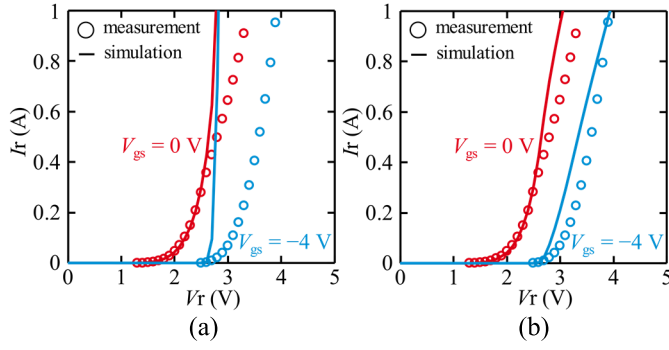 1
0.8
0.6
0.4
0.2
0
Ir (A)
measurement
simulation
Vgs = 0 V
Vgs = −4 V
0 1 2 3 4 5
Vr (V)
(a)
1
0.8
0.6
0.4
0.2
0
Ir (A)
measurement
simulation
Vgs = 0 V
Vgs = −4 V
0 1 2 3 4 5
Vr (V)
(b)